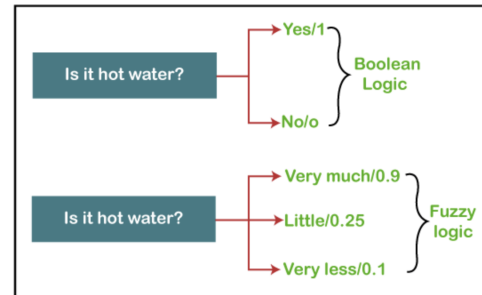 Is it hot water?
Yes/1
No/o
Boolean
Logic
Is it hot water?
Very much/0.9
Little/0.25
Very less/0.1
Fuzzy
logic